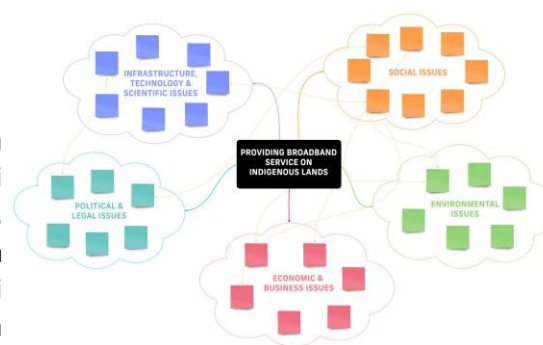 INFRASTRUCTURE,
TECHNOLOGY &
SCIENTIFIC ISSUES
SOCIAL ISSUES
PROVIDING BROADBAND
SERVICE ON
INDIGENOUS LANDS
POLITICAL &
LEGAL ISSUES
ENVIRONMENTAL
ISSUES
ECONOMIC &
BUSINESS ISSUES